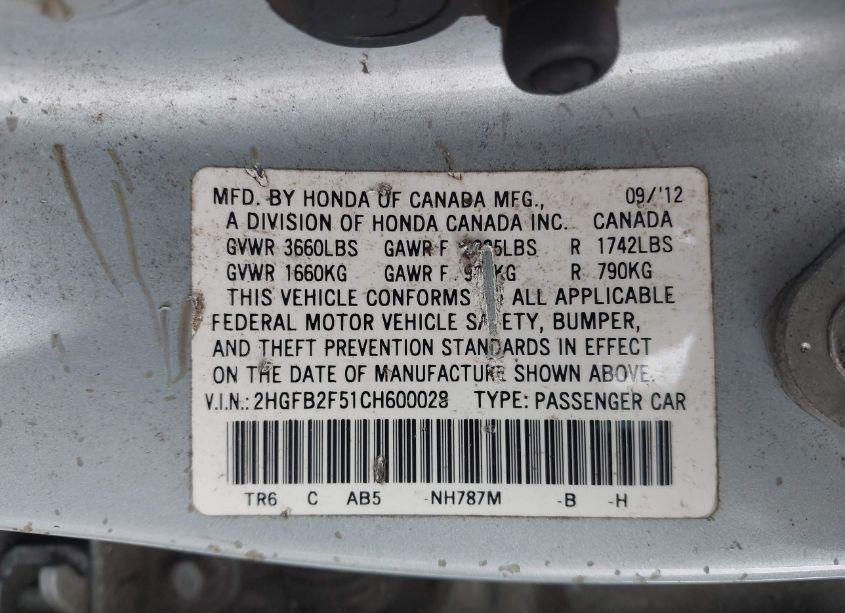 MFD. BY HONDA OF CANADA MFG., 09/'12
A DIVISION OF HONDA CANADA INC. CANADA
GVWR 3660LBS GAWR F LBS R 1742LBS
GVWR 1660KG GAWR F KG R 790KG
THIS VEHICLE CONFORMS ALL APPLICABLE
FEDERAL MOTOR VEHICLE SAFETY, BUMPER,
AND THEFT PREVENTION STANDARDS IN EFFECT
ON THE DATE OF MANUFACTURE SHOWN ABOVE.
V.I.N.: 2HGFB2F51CH600028 TYPE: PASSENGER CAR
TR6 C AB5 -NH787M -B -H